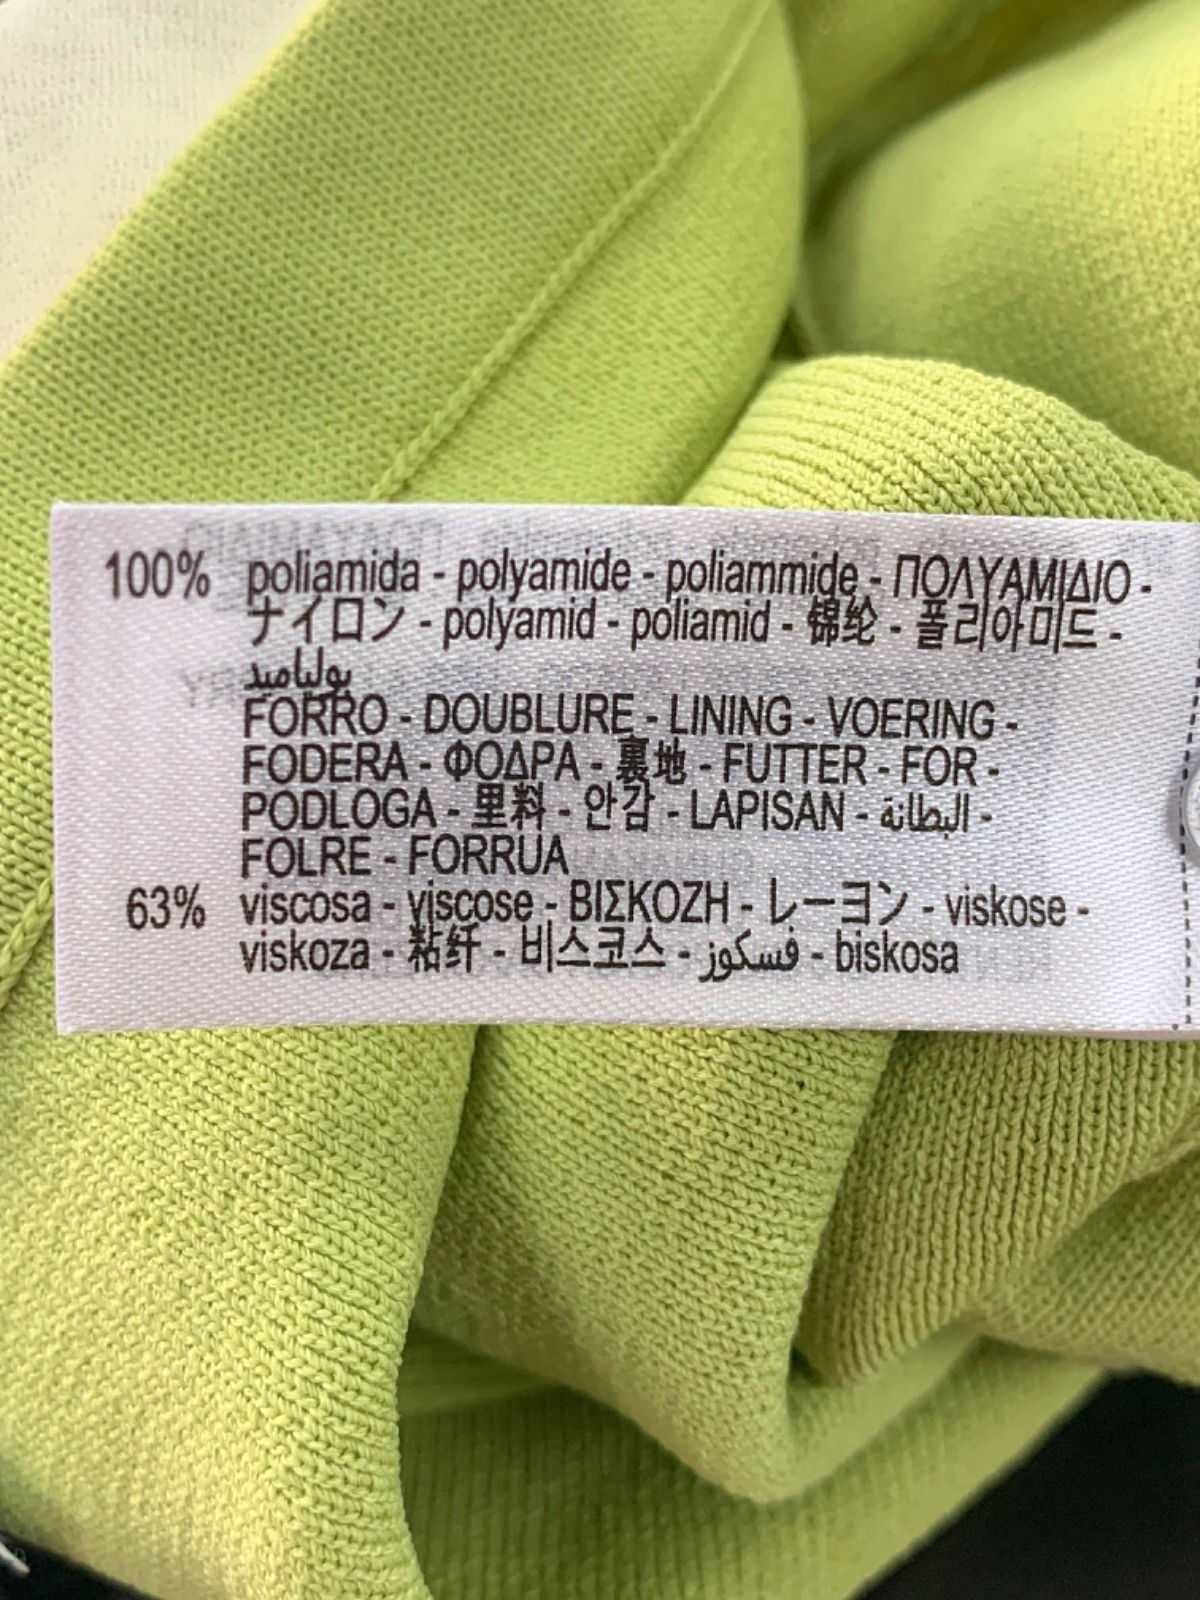 100% poliamida - polyamide - poliammide - ΠΟΛΥΑΜΙΔΙΟ -
ナイロン - polyamid - poliamid - 锦纶 - 폴리아미드 -
بوليامید
FORRO - DOUBLURE - LINING - VOERING -
FODERA - ΦΟΔΡΑ - 裏地 - FUTTER - FOR -
PODLOGA - 里料 - 안감 - LAPISAN - البطانة -
FOLRE - FORRUA
63% viscosa - viscose - ΒΙΣΚΟΖΗ - レーヨン - viskose -
viskoza - 粘纤 - 비스코스 - فسكوز - biskosa